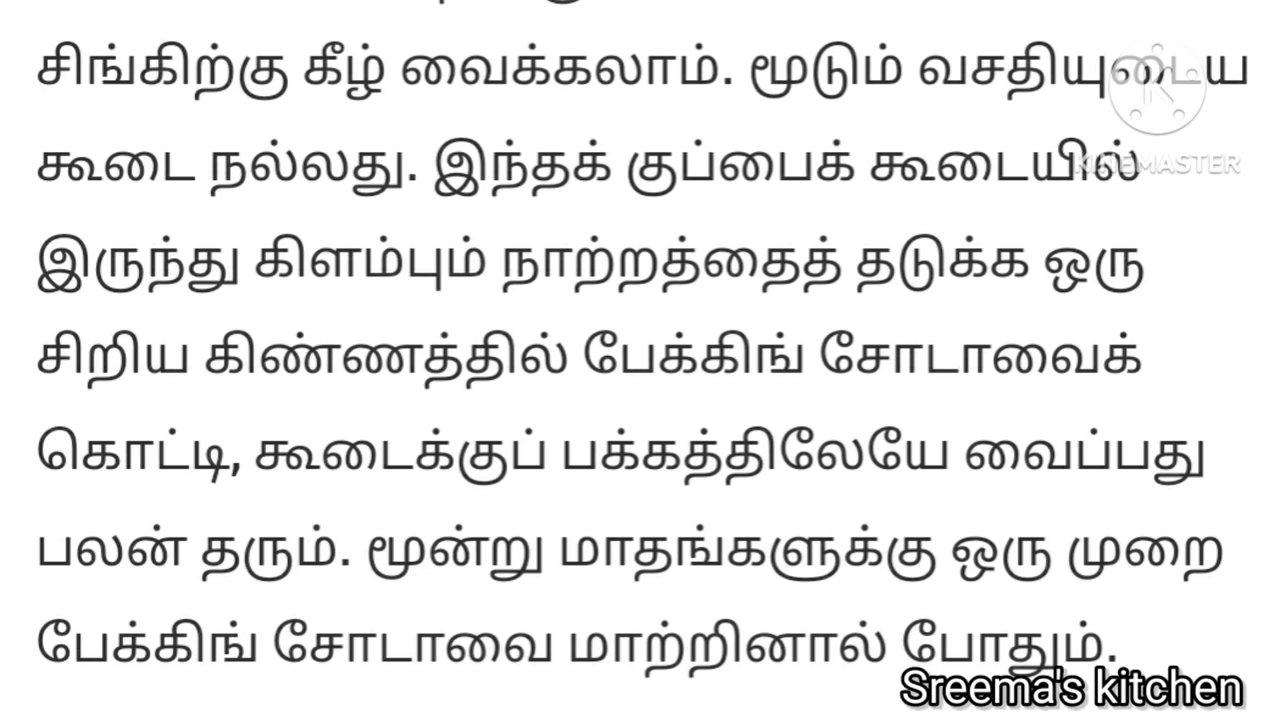 சிங்கிற்கு கீழ் வைக்கலாம். மூடும் வசதியுடைய
கூடை நல்லது. இந்தக் குப்பைக் கூடையில்
KINEMASTER
இருந்து கிளம்பும் நாற்றத்தைத் தடுக்க ஒரு
சிறிய கிண்ணத்தில் பேக்கிங் சோடாவைக்
கொட்டி, கூடைக்குப் பக்கத்திலேயே வைப்பது
பலன் தரும். மூன்று மாதங்களுக்கு ஒரு முறை
பேக்கிங் சோடாவை மாற்றினால் போதும்.
Sreema's kitchen